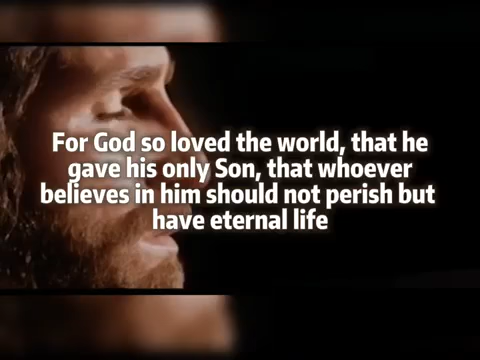 For God so loved the world, that he
gave his only Son, that whoever
believes in him should not perish but
have eternal life